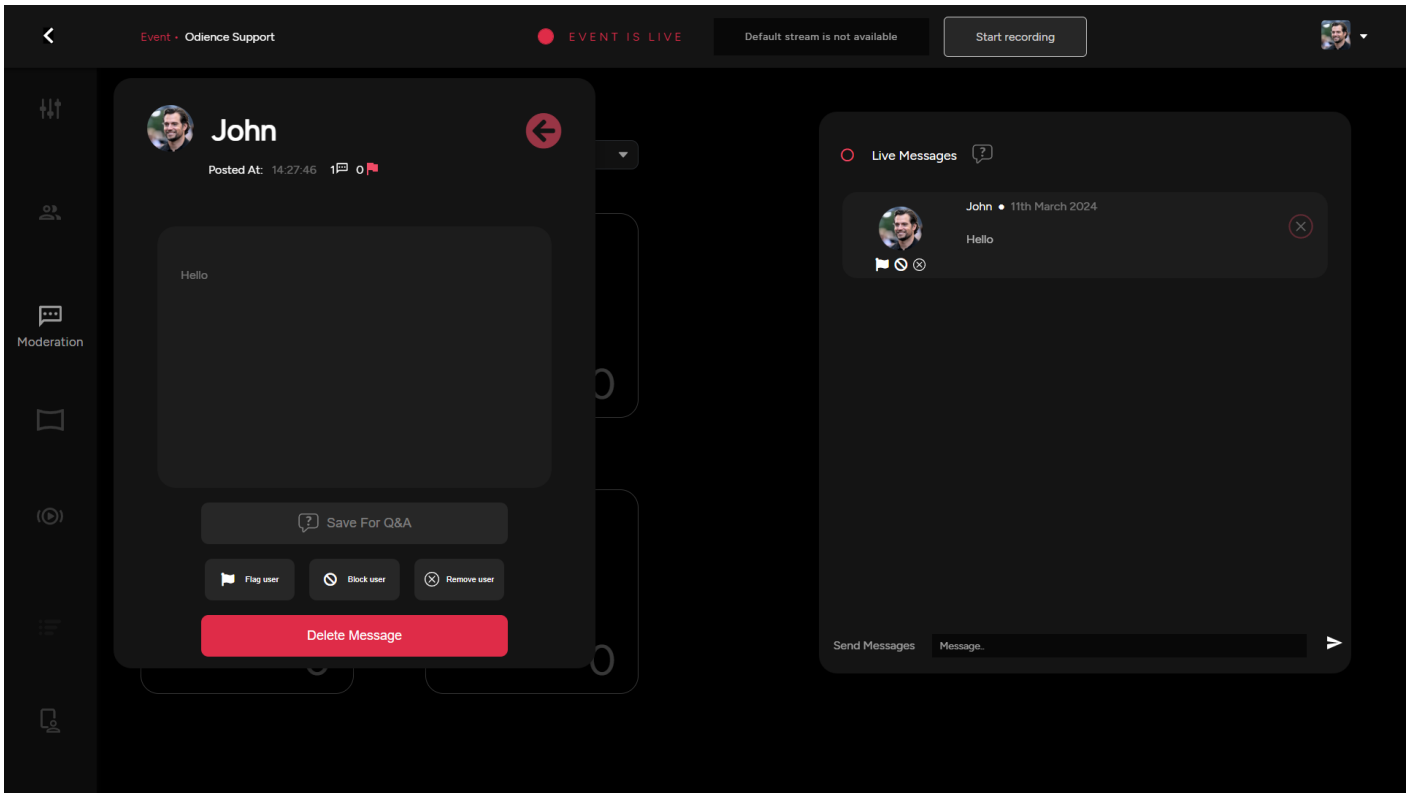 Event • Odience Support
EVENT IS LIVE
Default stream is not available
Start recording
John
Posted At: 14:27:46 1 0
Hello
Save For Q&A
Flag user
Block user
Remove user
Delete Message
Moderation
0
0
Live Messages
John • 11th March 2024
Hello
Send Messages
Message..